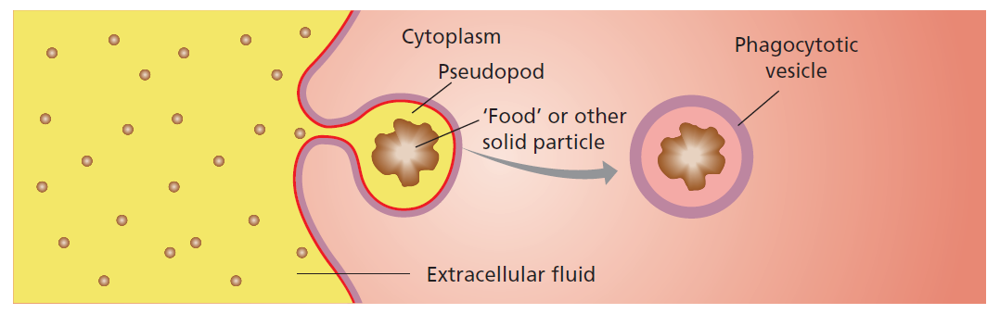 Cytoplasm
Pseudopod
‘Food’ or other
solid particle
Phagocytotic
vesicle
Extracellular fluid